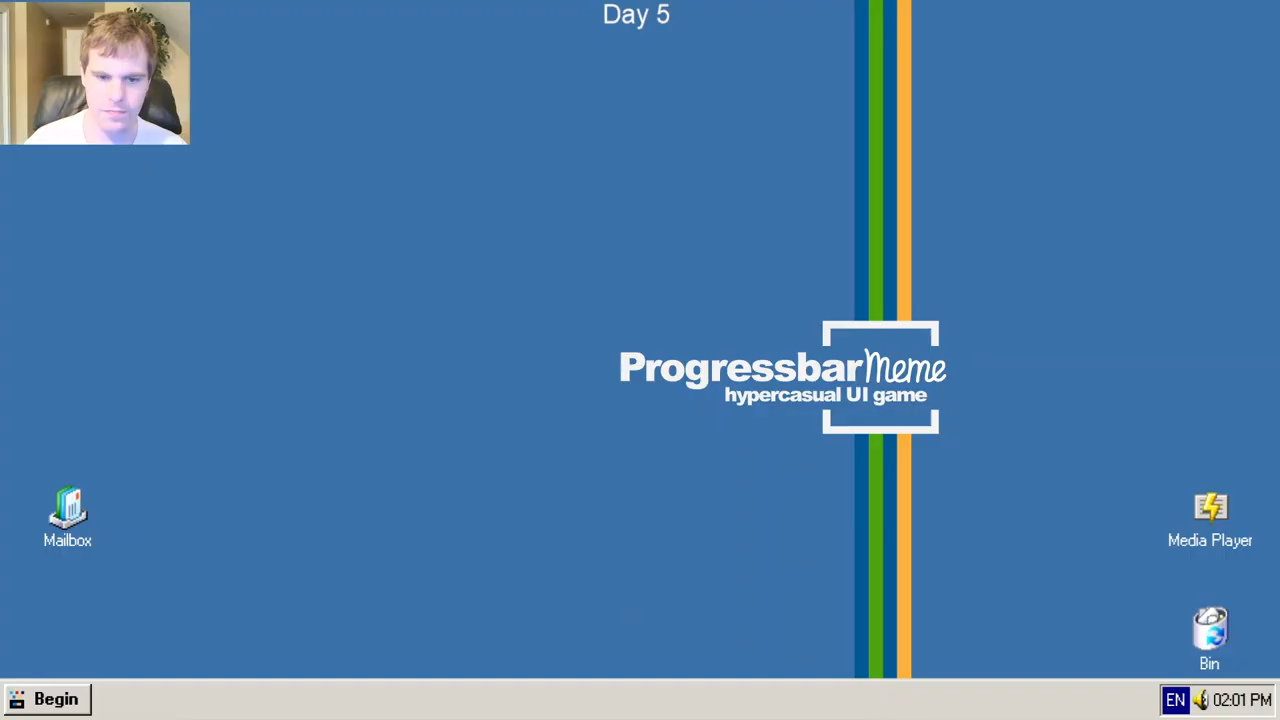 Day 5
ProgressbarMeme
hypercasual UI game
Mailbox
Media Player
Bin
Begin
EN
02:01 PM